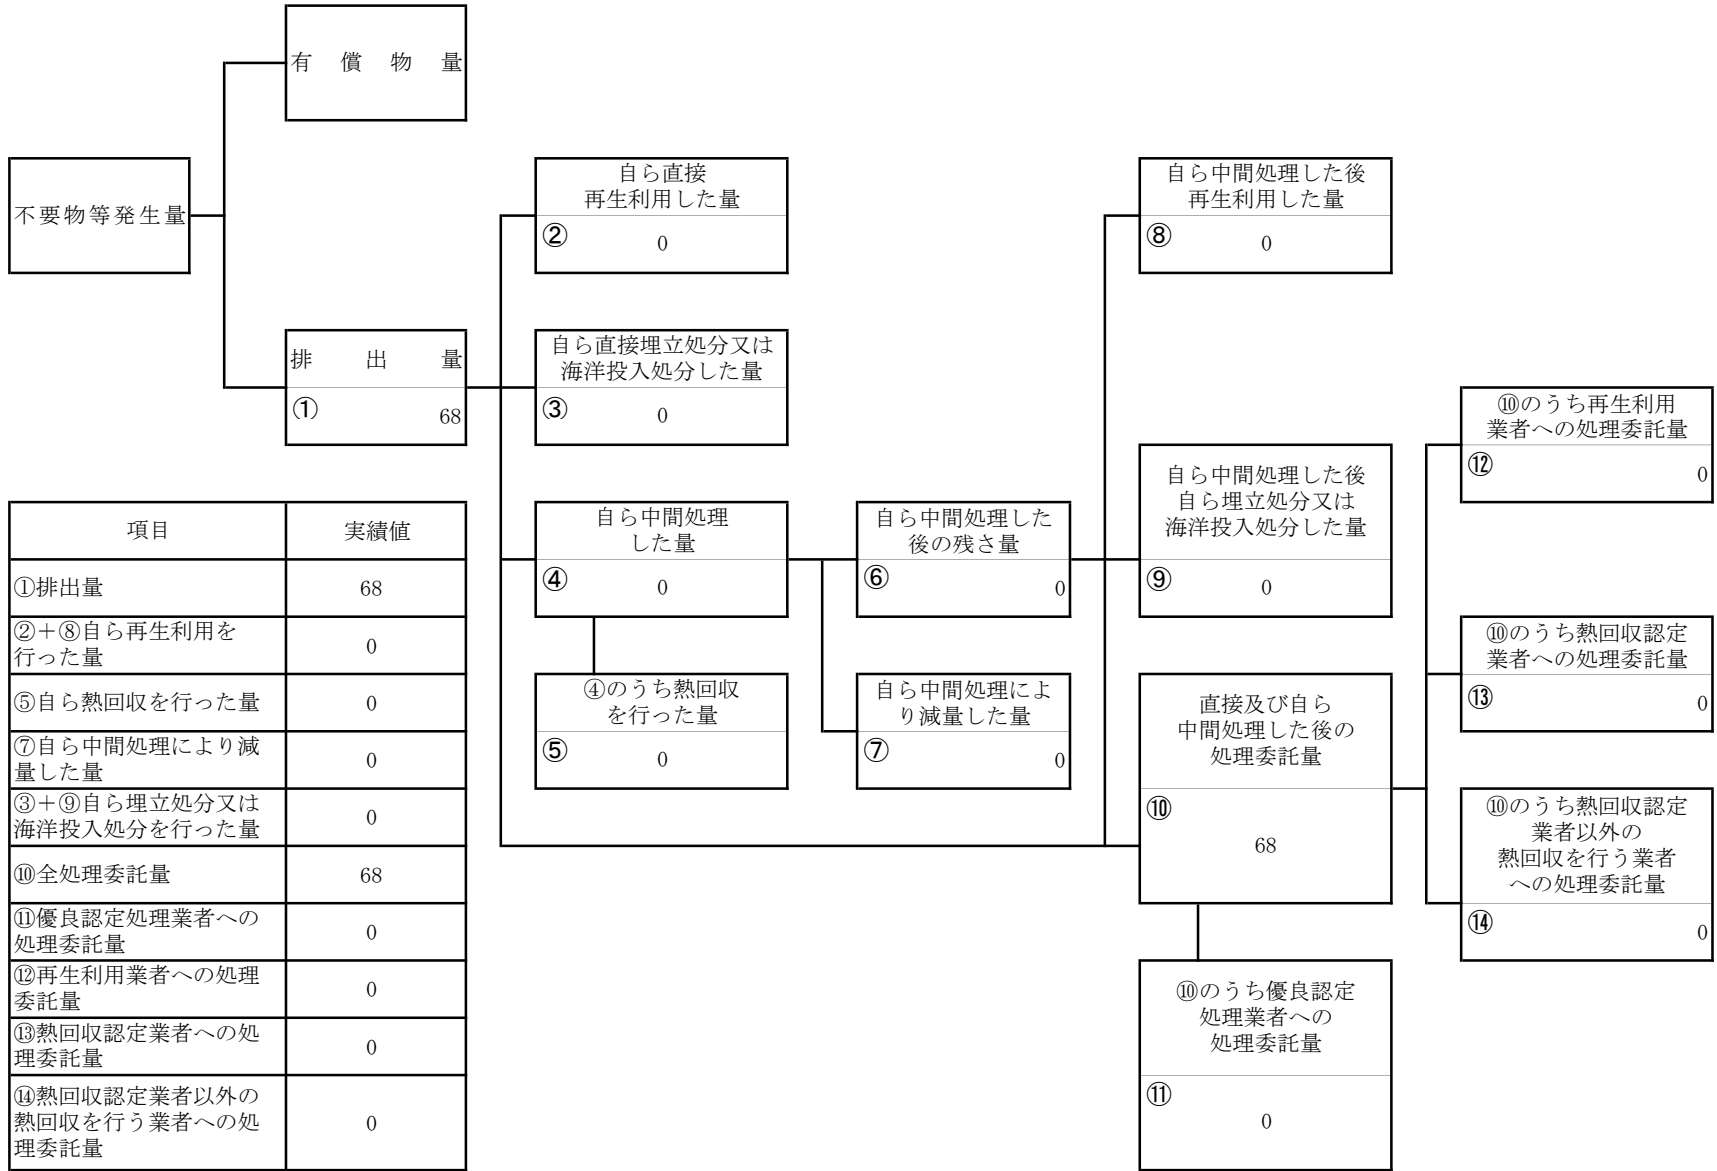 有償物量
不要物等発生量
排出量
①
68
自ら直接
再生利用した量
②
0
自ら直接埋立処分又は
海洋投入処分した量
③
0
自ら中間処理
した量
④
0
④のうち熱回収
を行った量
⑤
0
自ら中間処理した
後の残さ量
⑥
0
自ら中間処理によ
り減量した量
⑦
0
自ら中間処理した後
再生利用した量
⑧
0
自ら中間処理した後
自ら埋立処分又は
海洋投入処分した量
⑨
0
直接及び自ら
中間処理した後の
処理委託量
⑩
68
⑩のうち優良認定
処理業者への
処理委託量
⑪
0
⑩のうち再生利用
業者への処理委託量
⑫
0
⑩のうち熱回収認定
業者への処理委託量
⑬
0
⑩のうち熱回収認定
業者以外の
熱回収を行う業者
への処理委託量
⑭
0
項目 実績値
①排出量 68
②＋⑧自ら再生利用を
行った量 0
⑤自ら熱回収を行った量 0
⑦自ら中間処理により減
量した量 0
③＋⑨自ら埋立処分又は
海洋投入処分を行った量 0
⑩全処理委託量 68
⑪優良認定処理業者への
処理委託量 0
⑫再生利用業者への処理
委託量 0
⑬熱回収認定業者への処
理委託量 0
⑭熱回収認定業者以外の
熱回収を行う業者への処
理委託量 0